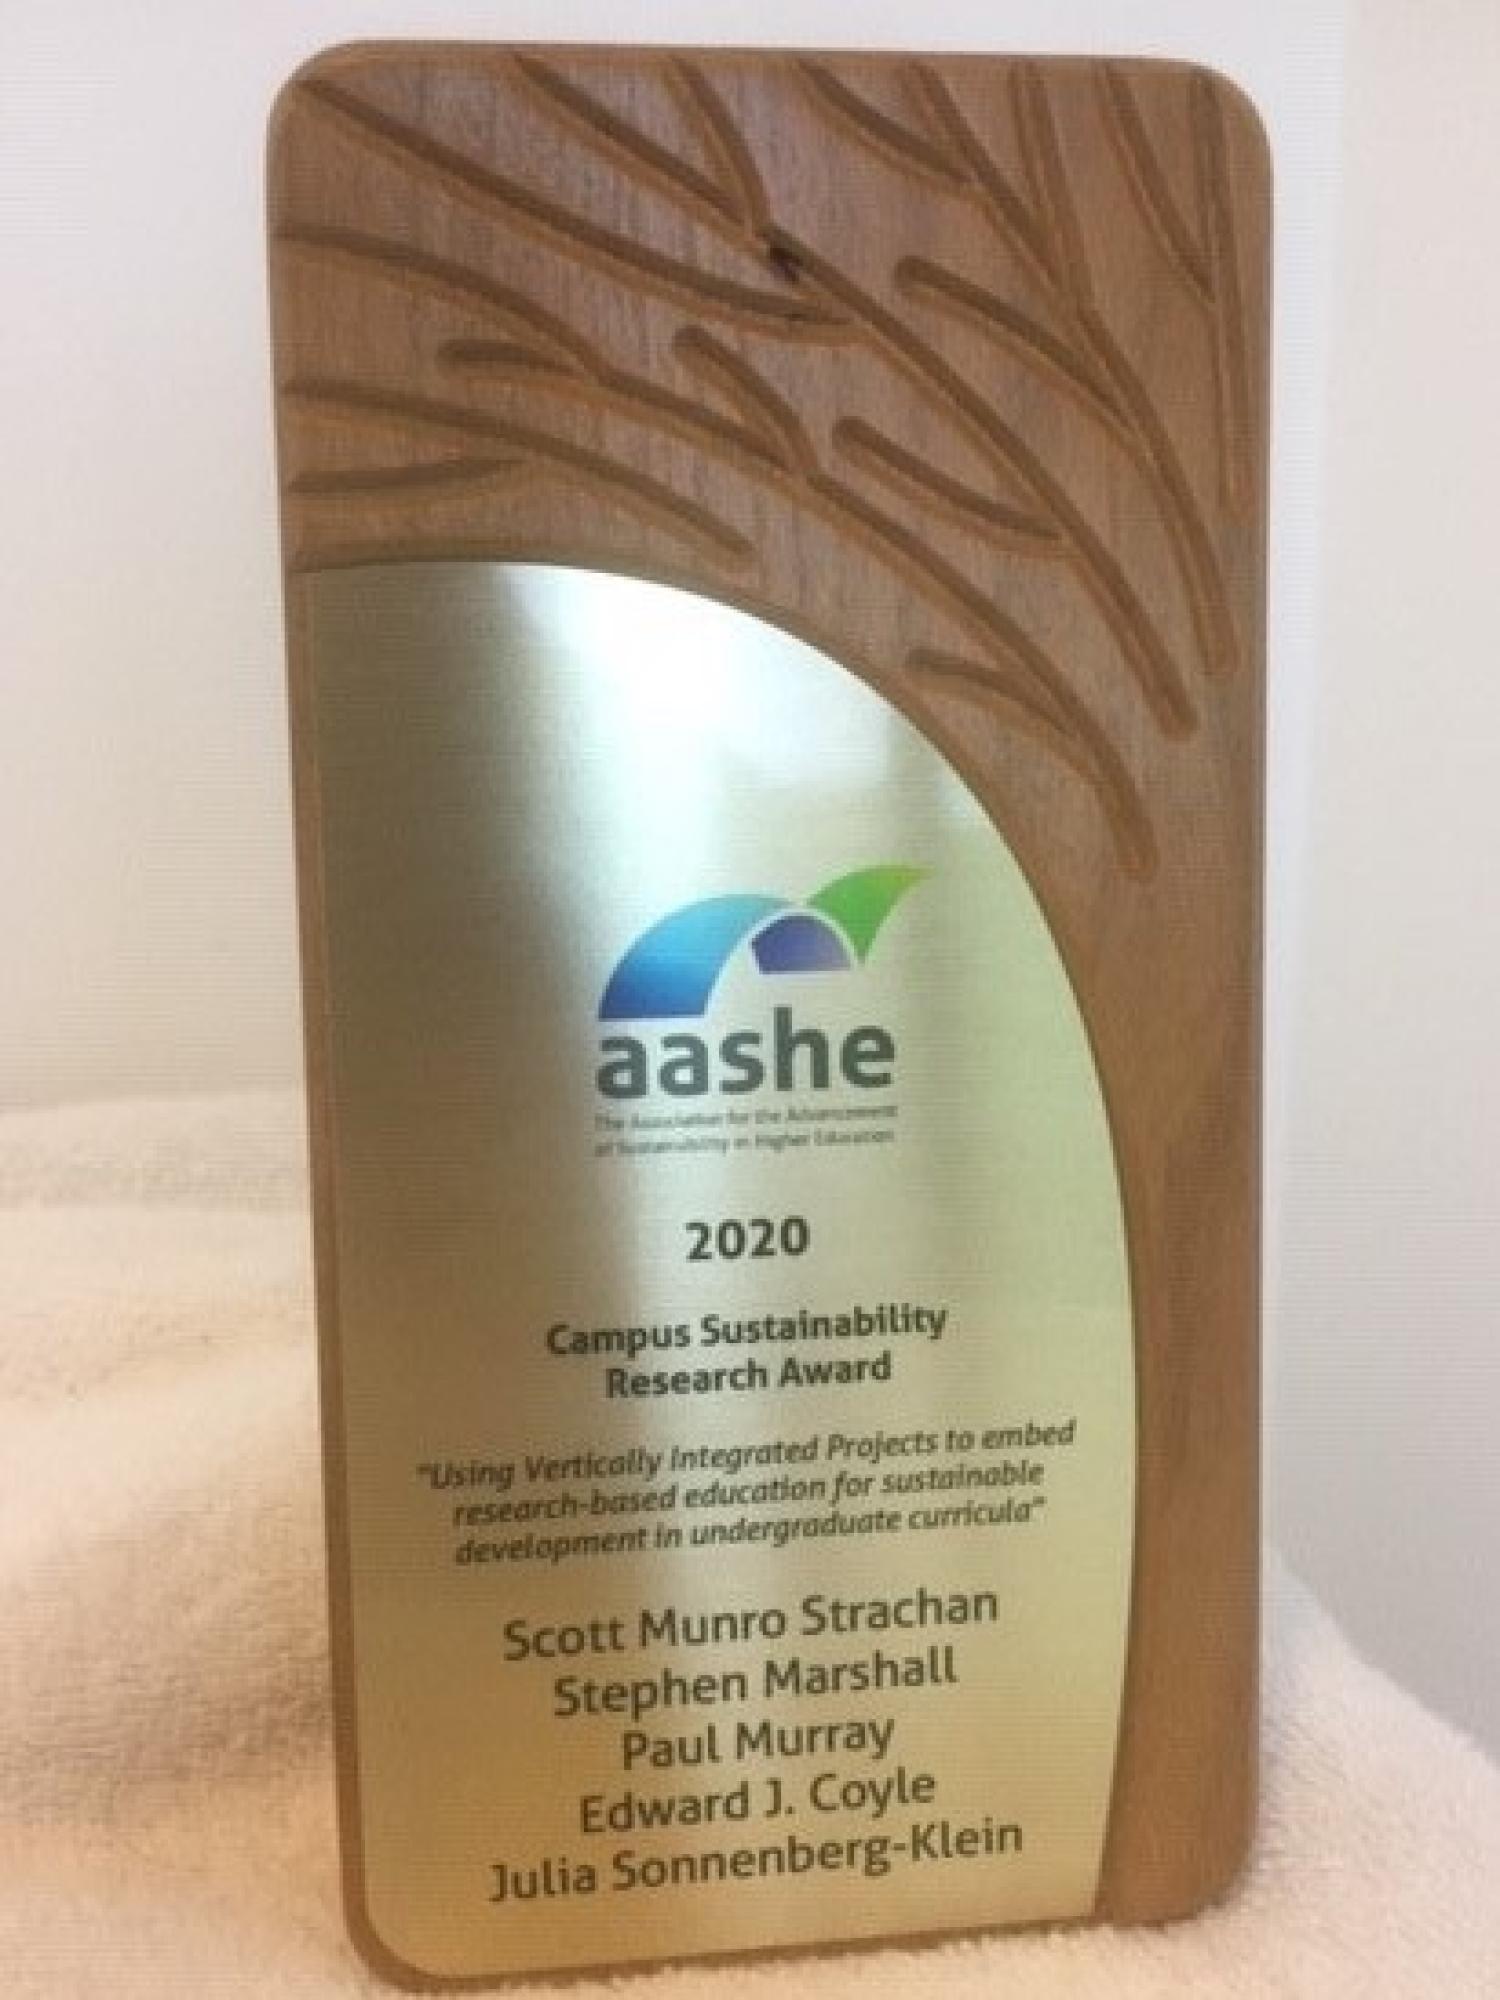 aashe
The Association for the Advancement
of Sustainability in Higher Education
2020
Campus Sustainability
Research Award
"Using Vertically Integrated Projects to embed
research-based education for sustainable
development in undergraduate curricula"
Scott Munro Strachan
Stephen Marshall
Paul Murray
Edward J. Coyle
Julia Sonnenberg-Klein